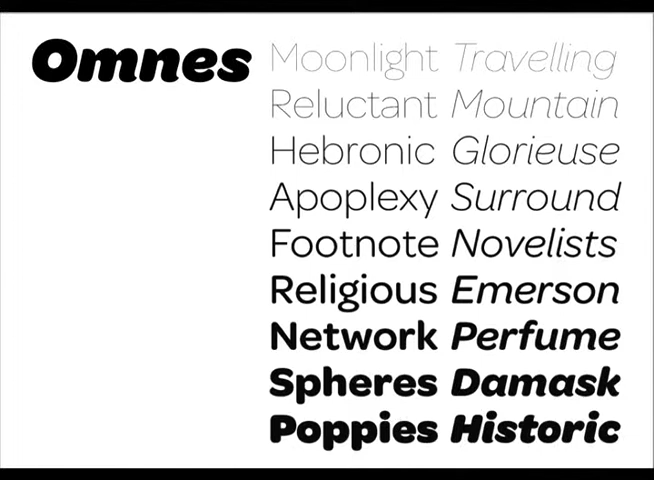 Omnes
Moonlight Travelling
Reluctant Mountain
Hebronic Glorieuse
Apoplexy Surround
Footnote Novelists
Religious Emerson
Network Perfume
Spheres Damask
Poppies Historic